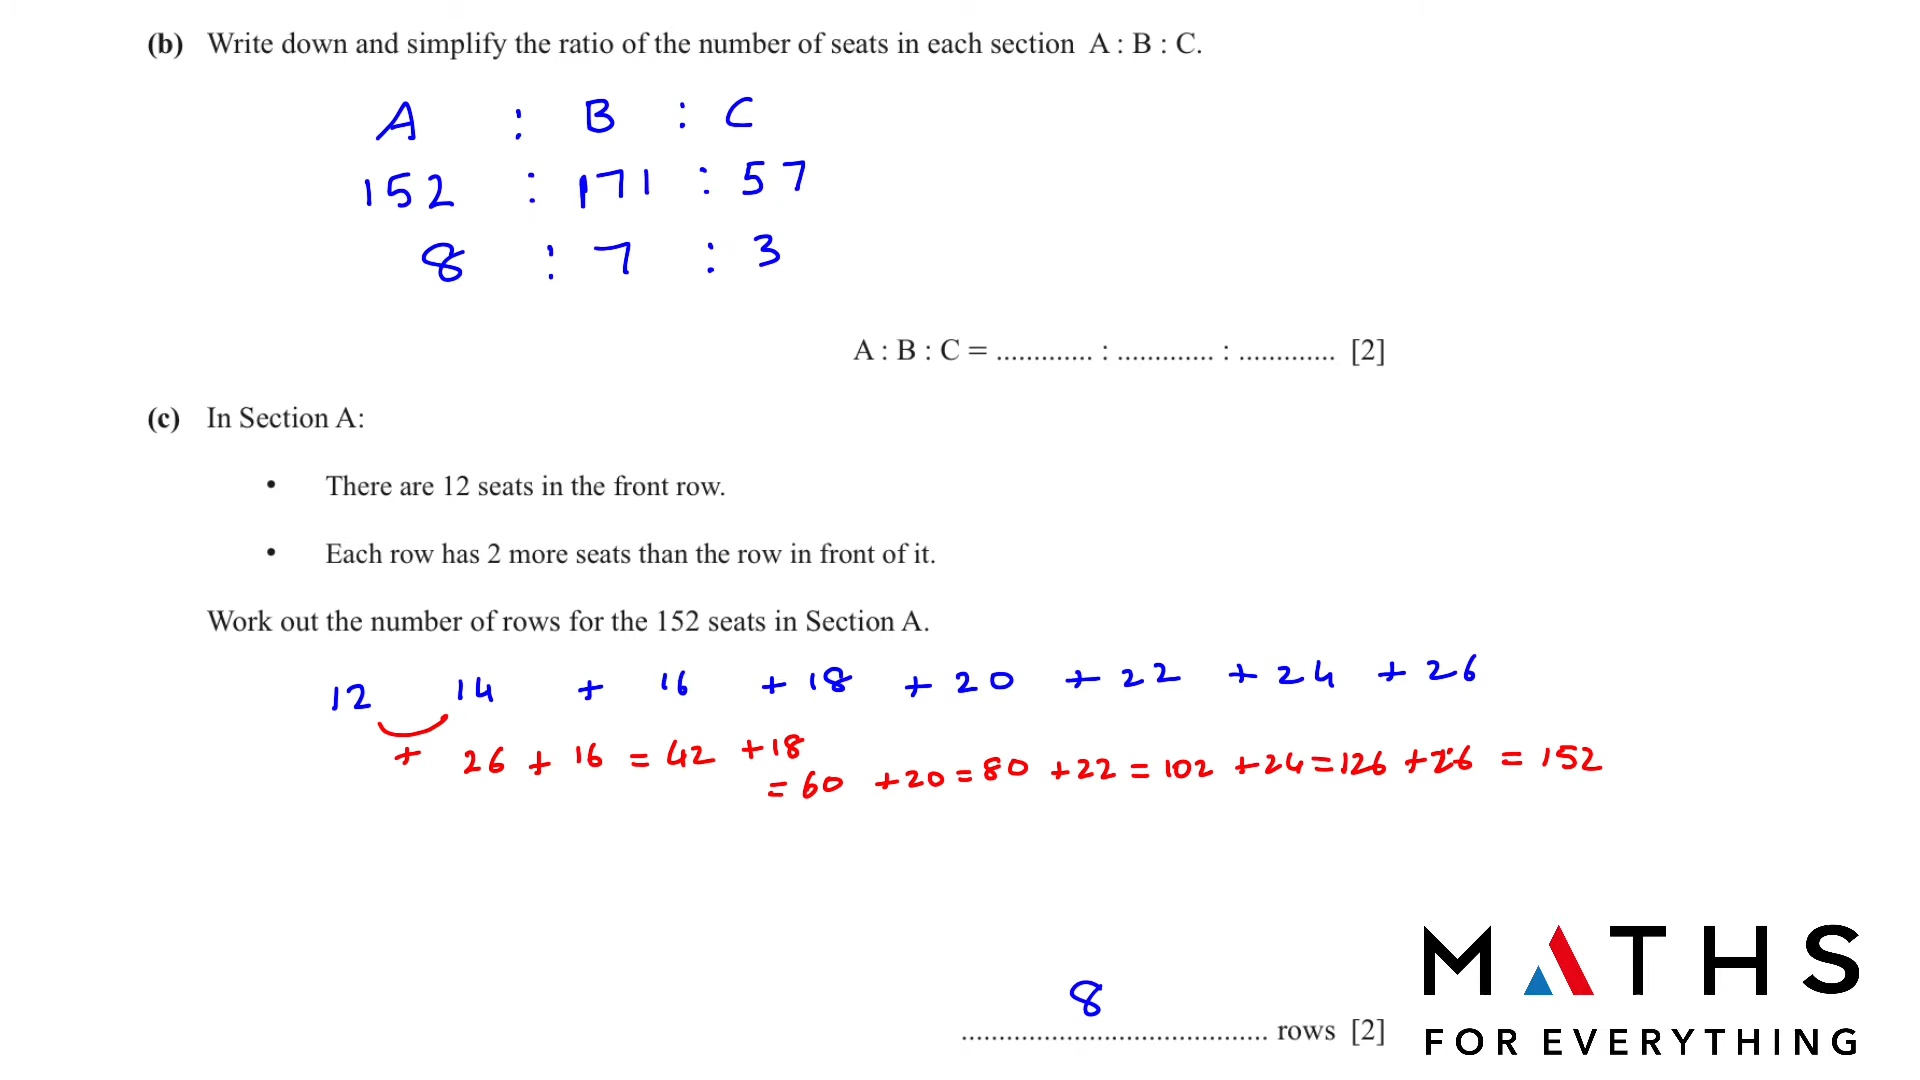 (b) Write down and simplify the ratio of the number of seats in each section A : B : C.
A : B : C
152 : 171 : 57
8 : 7 : 3
A : B : C = ............. : ............. : ............. [2]
(c) In Section A:
• There are 12 seats in the front row.
• Each row has 2 more seats than the row in front of it.
Work out the number of rows for the 152 seats in Section A.
12 14 + 16 + 18 + 20 + 22 + 24 + 26
+ 26 + 16 = 42 +18
= 60 +20 = 80 +22 = 102 +24 = 126 +26 = 152
8
........................................ rows [2]
MATHS
FOR EVERYTHING